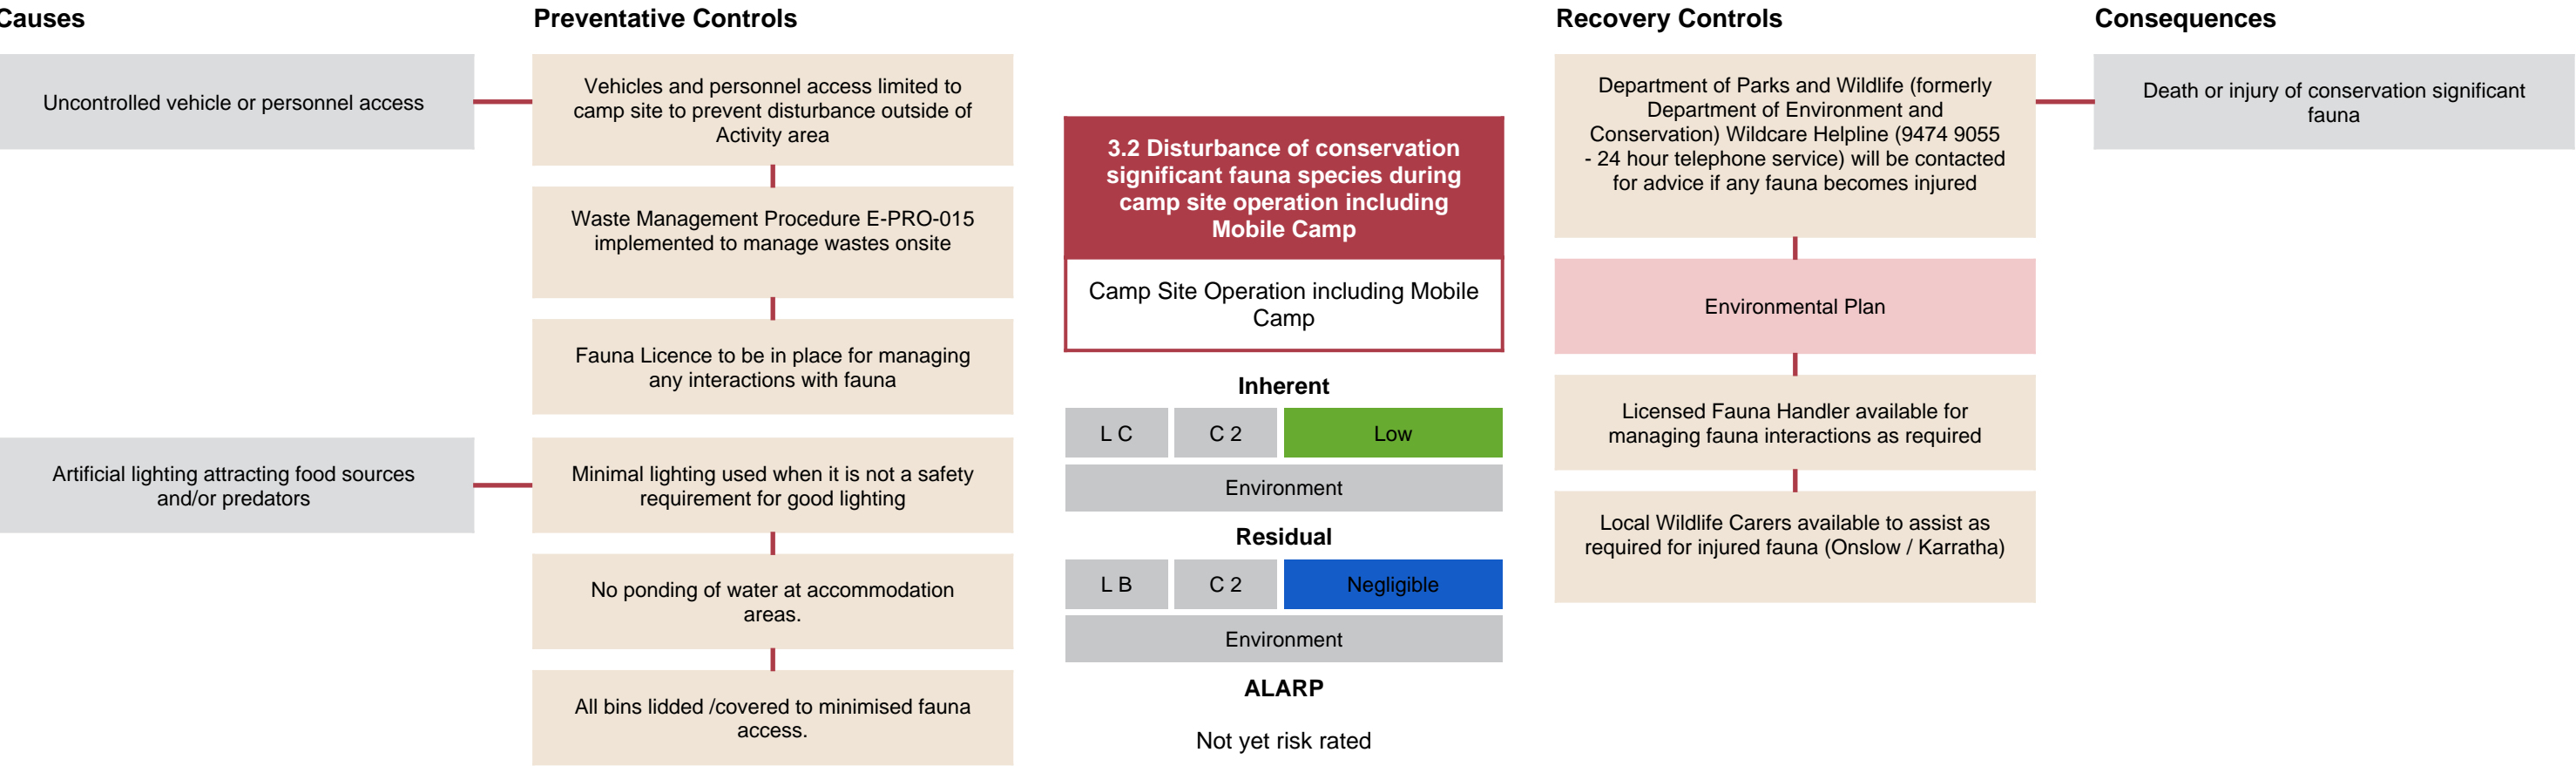 Causes
Preventative Controls
Recovery Controls
Consequences
Uncontrolled vehicle or personnel access
Vehicles and personnel access limited to
camp site to prevent disturbance outside of
Activity area
Waste Management Procedure E-PRO-015
implemented to manage wastes onsite
Fauna Licence to be in place for managing
any interactions with fauna
Artificial lighting attracting food sources
and/or predators
Minimal lighting used when it is not a safety
requirement for good lighting
No ponding of water at accommodation
areas.
All bins lidded /covered to minimised fauna
access.
3.2 Disturbance of conservation
significant fauna species during
camp site operation including
Mobile Camp
Camp Site Operation including Mobile
Camp
Inherent
L C
C 2
Low
Environment
Residual
L B
C 2
Negligible
Environment
ALARP
Not yet risk rated
Department of Parks and Wildlife (formerly
Department of Environment and
Conservation) Wildcare Helpline (9474 9055
- 24 hour telephone service) will be contacted
for advice if any fauna becomes injured
Environmental Plan
Licensed Fauna Handler available for
managing fauna interactions as required
Local Wildlife Carers available to assist as
required for injured fauna (Onslow / Karratha)
Death or injury of conservation significant
fauna